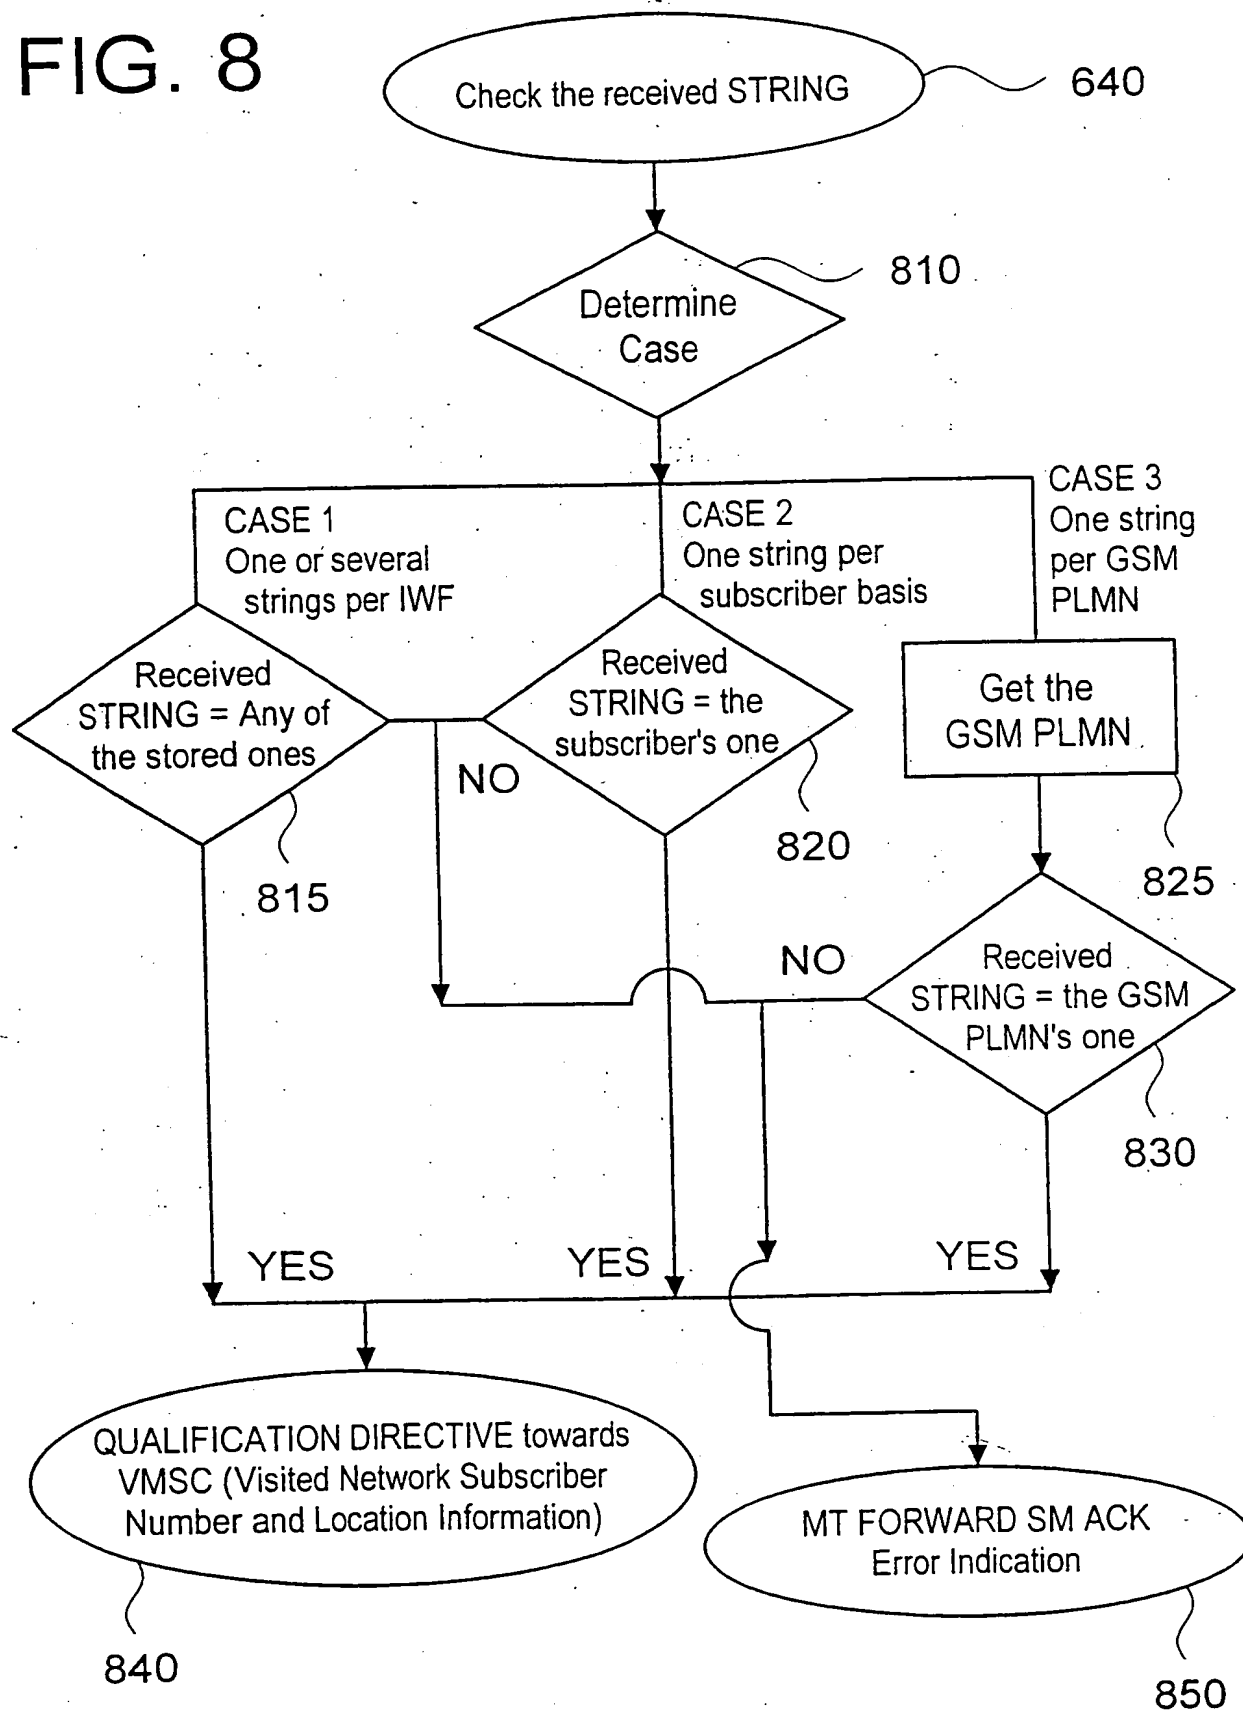 FIG. 8
Check the received STRING
640
810
Determine
Case
CASE 1
One or several
strings per IWF
CASE 2
One string per
subscriber basis
CASE 3
One string
per GSM
PLMN
Received
STRING = Any of
the stored ones
815
Received
STRING = the
subscriber's one
820
NO
Get the
GSM PLMN
825
NO
Received
STRING = the GSM
PLMN's one
830
YES
YES
YES
QUALIFICATION DIRECTIVE towards
VMSC (Visited Network Subscriber
Number and Location Information)
840
MT FORWARD SM ACK
Error Indication
850